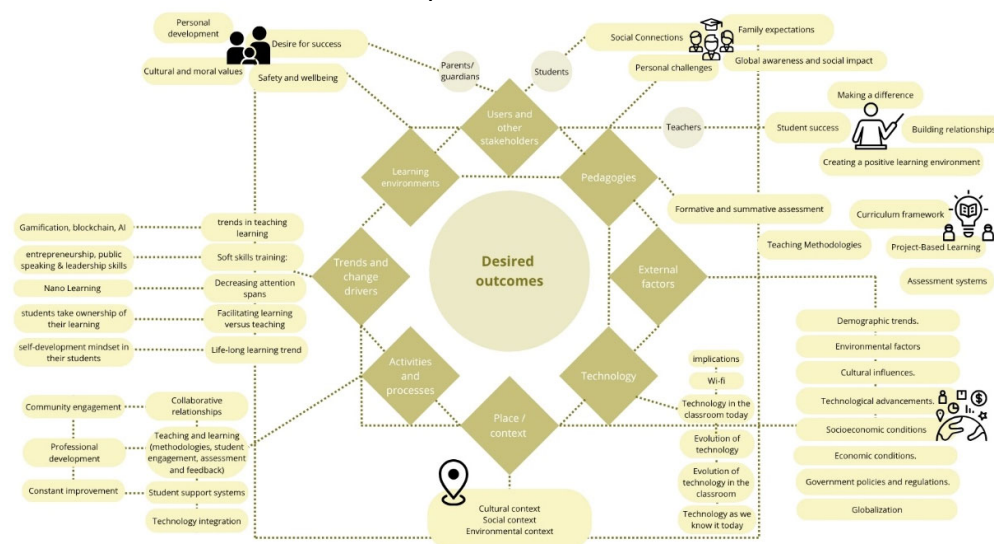 Personal
development
Desire for success
Cultural and moral values
Safety and wellbeing
Parents/
guardians
Students
Social Connections
Family expectations
Personal challenges
Global awareness and social impact
Users and
other
stakeholders
Teachers
Making a difference
Student success
Building relationships
Creating a positive learning environment
Learning
environments
Pedagogies
Formative and summative assessment
Curriculum framework
Teaching Methodologies
Project-Based Learning
Assessment systems
Gamification, blockchain, AI
trends in teaching
learning
entrepreneurship, public
speaking & leadership skills
Soft skills training:
Nano Learning
Decreasing attention
spans
students take ownership of
their learning
Facilitating learning
versus teaching
self-development mindset in
their students
Life-long learning trend
Trends and
change
drivers
Desired
outcomes
External
factors
Demographic trends.
Environmental factors
Cultural influences.
Technological advancements.
Socioeconomic conditions
Economic conditions.
Government policies and regulations.
Globalization
Activities
and
processes
Technology
implications
Wi-fi
Technology in the
classroom today
Evolution of
technology
Evolution of
technology in the
classroom
Technology as we
know it today
Place /
context
Community engagement
Collaborative
relationships
Professional
development
Teaching and learning
(methodologies, student
engagement, assessment
and feedback)
Constant improvement
Student support systems
Technology integration
Cultural context
Social context
Environmental context